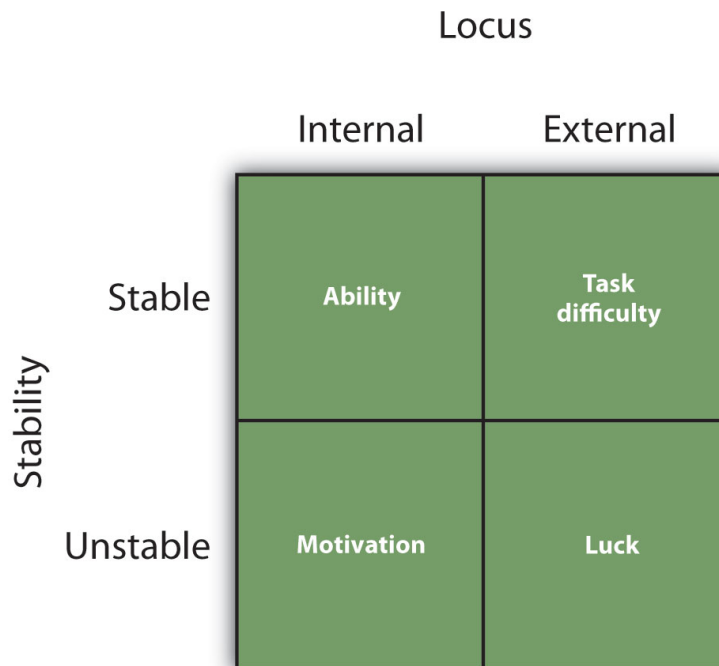 Locus
Internal External
Stable
Ability
Task
difficulty
Stability
Unstable
Motivation
Luck